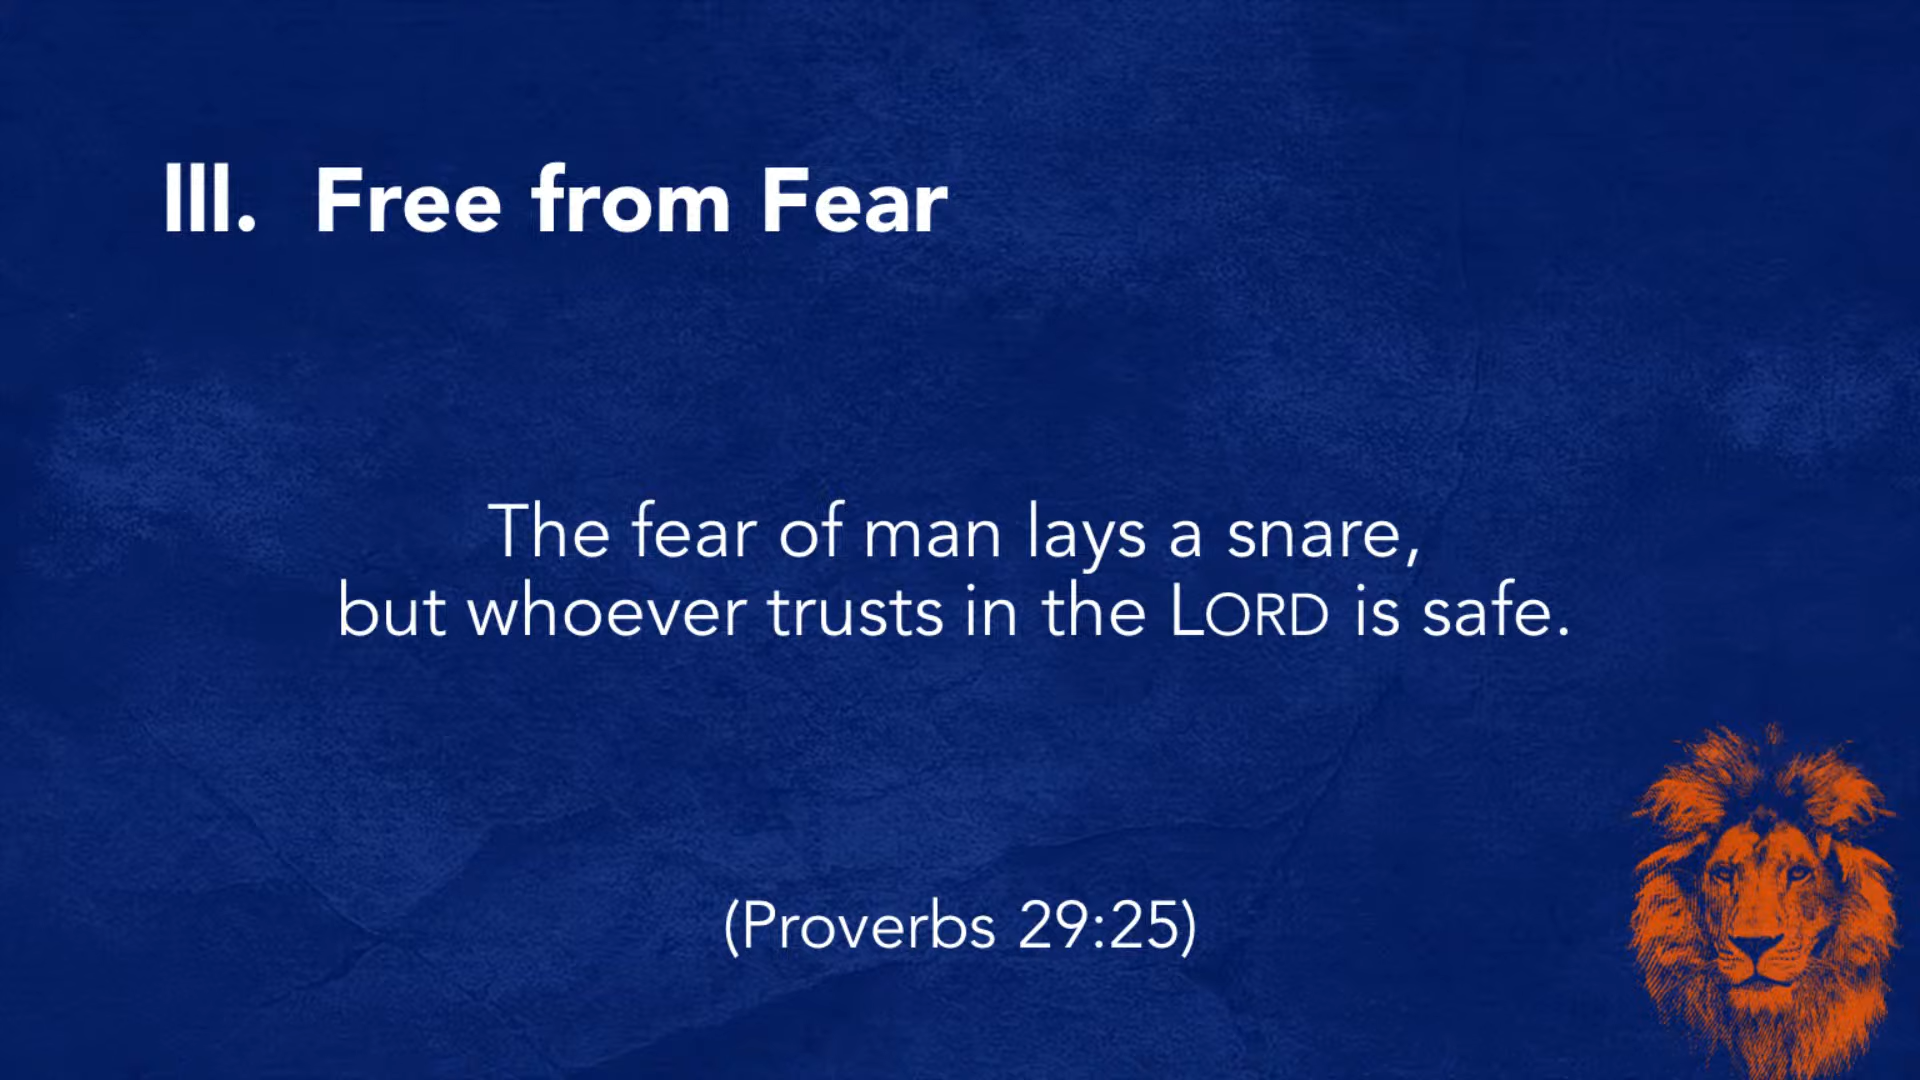 III. Free from Fear
The fear of man lays a snare,
but whoever trusts in the LORD is safe.
(Proverbs 29:25)